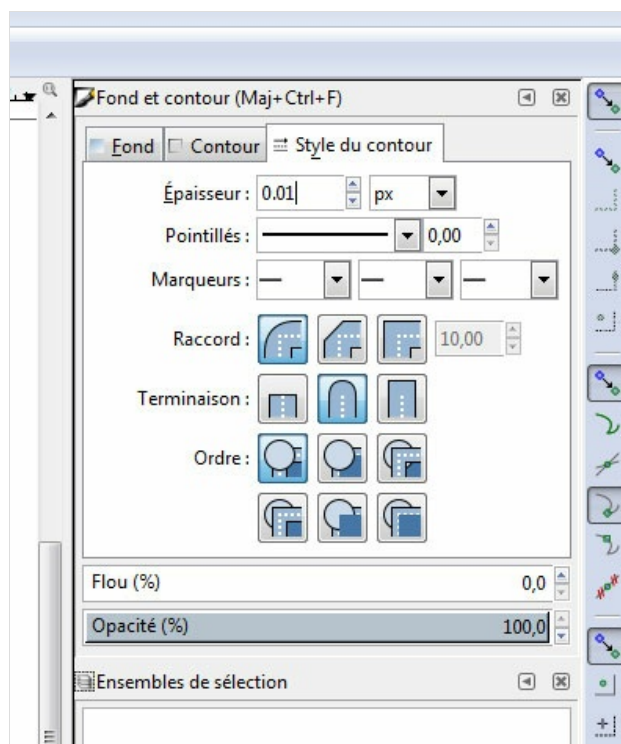 Fond et contour (Maj+Ctrl+F)
Fond Contour Style du contour
Épaisseur : 0.01 px
Pointillés : 0,00
Marqueurs :
Raccord : 10,00
Terminaison :
Ordre :
Flou (%) 0,0
Opacité (%) 100,0
Ensembles de sélection